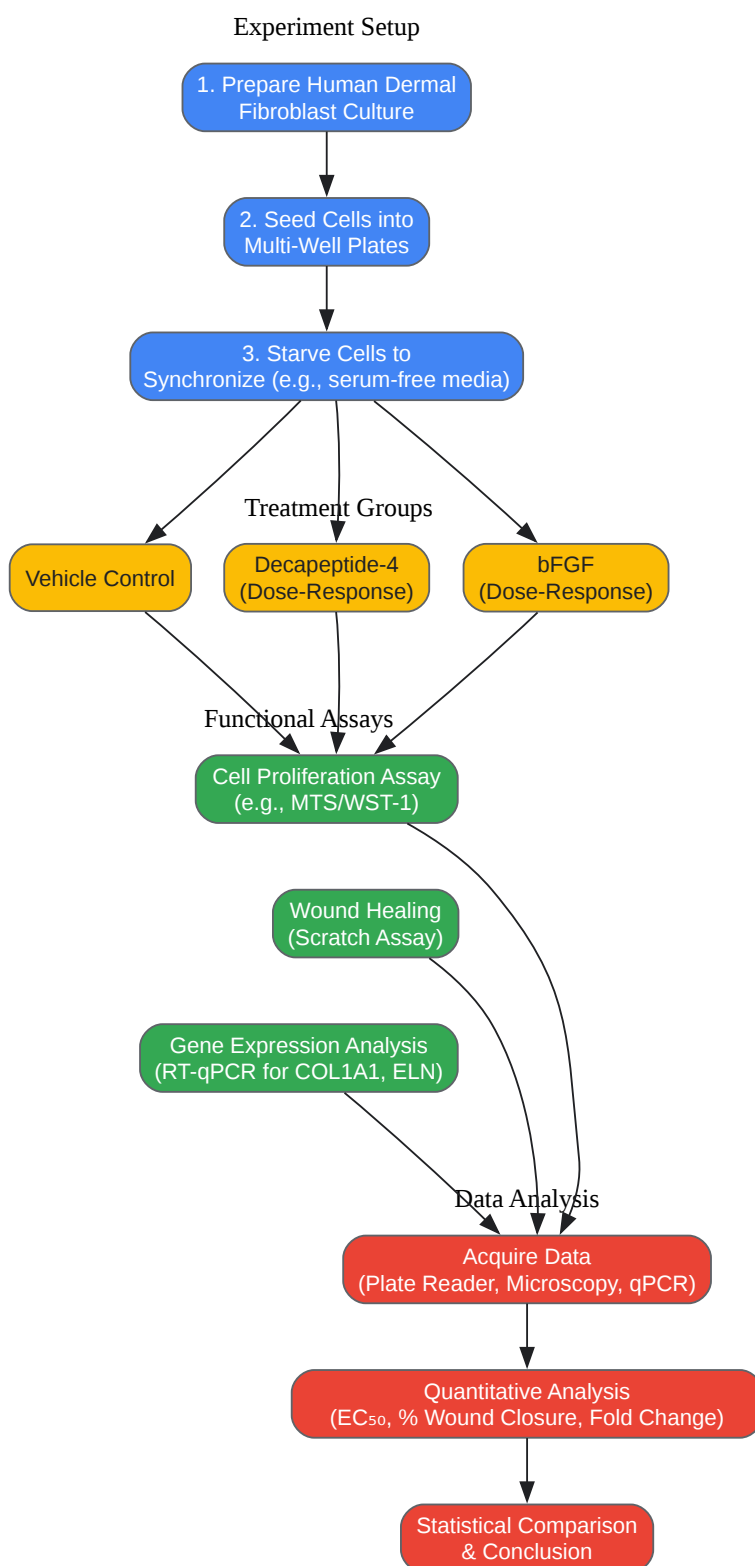 Experiment Setup
1. Prepare Human Dermal
Fibroblast Culture
2. Seed Cells into
Multi-Well Plates
3. Starve Cells to
Synchronize (e.g., serum-free media)
Treatment Groups
Vehicle Control
Decapeptide-4
(Dose-Response)
bFGF
(Dose-Response)
Functional Assays
Cell Proliferation Assay
(e.g., MTS/WST-1)
Wound Healing
(Scratch Assay)
Gene Expression Analysis
(RT-qPCR for COL1A1, ELN)
Data Analysis
Acquire Data
(Plate Reader, Microscopy, qPCR)
Quantitative Analysis
(EC₅₀, % Wound Closure, Fold Change)
Statistical Comparison
& Conclusion